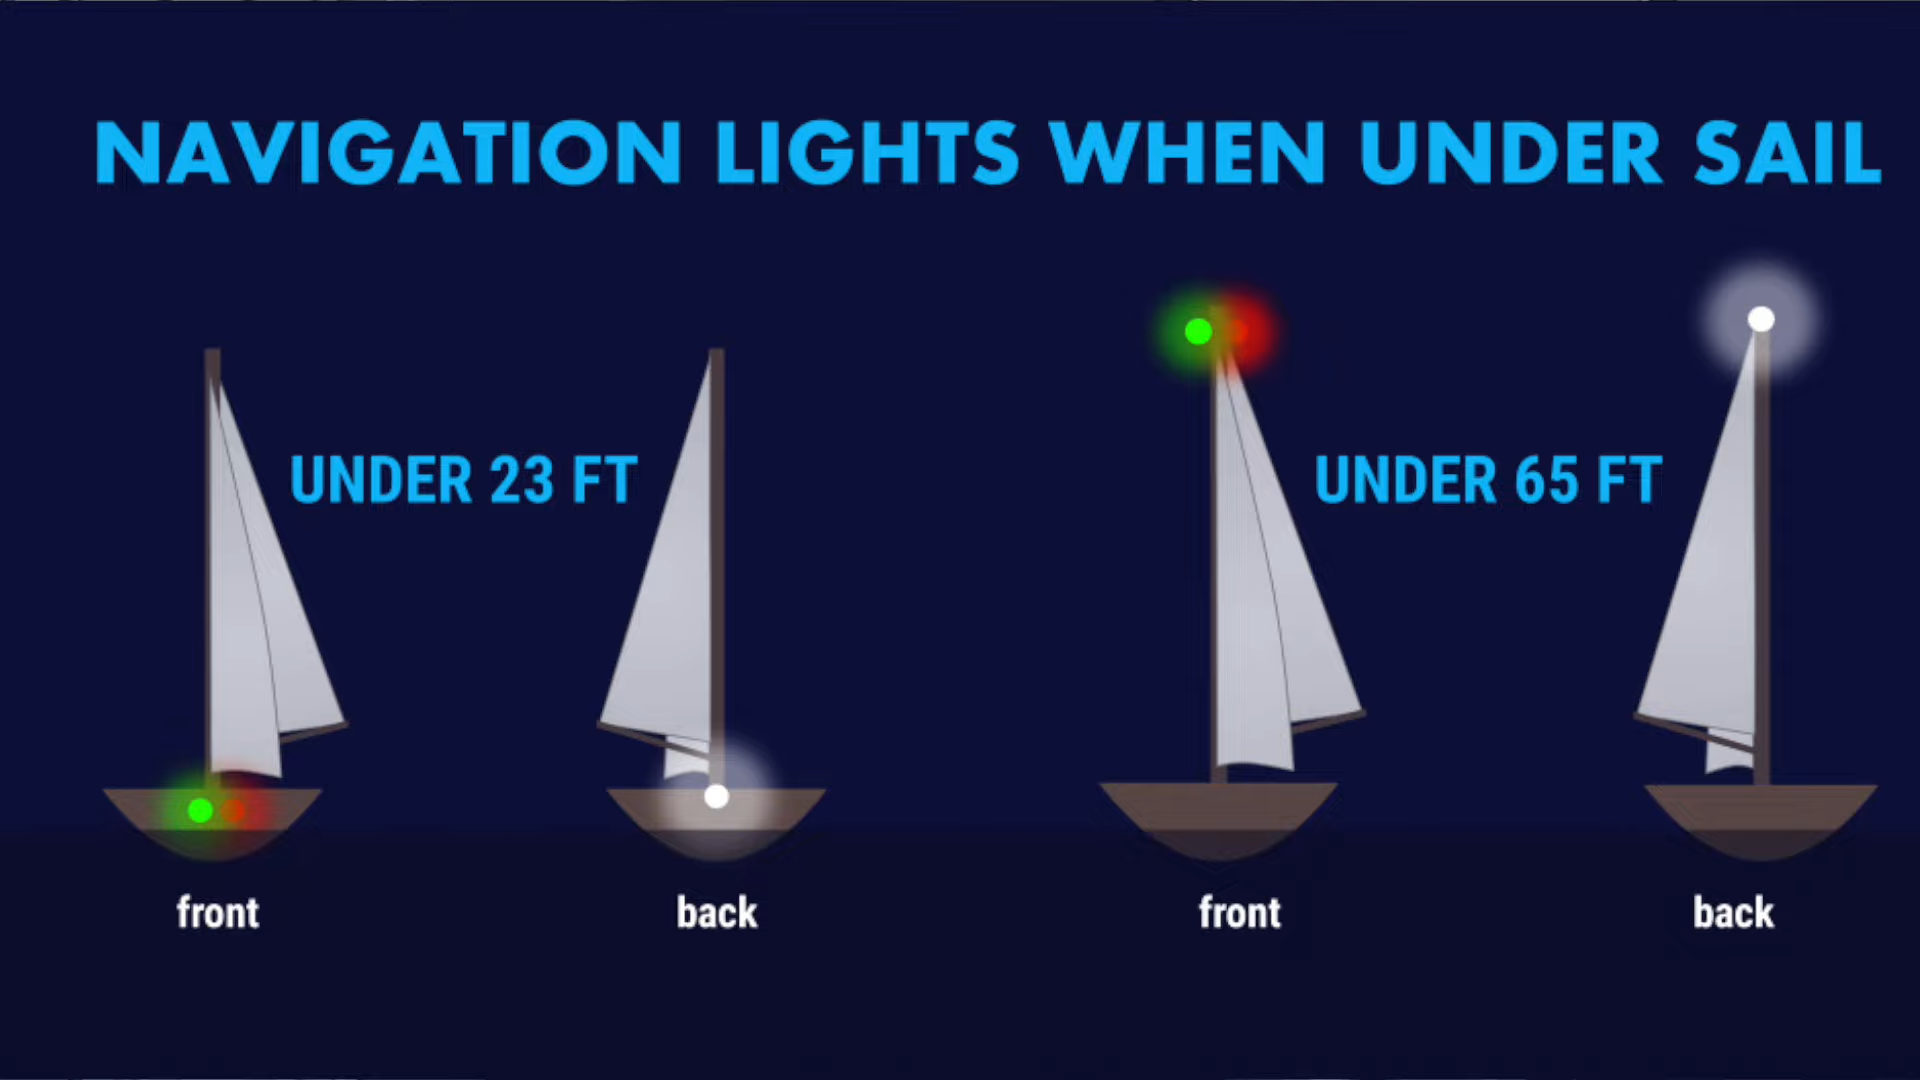 NAVIGATION LIGHTS WHEN UNDER SAIL
UNDER 23 FT
UNDER 65 FT
front
back
front
back